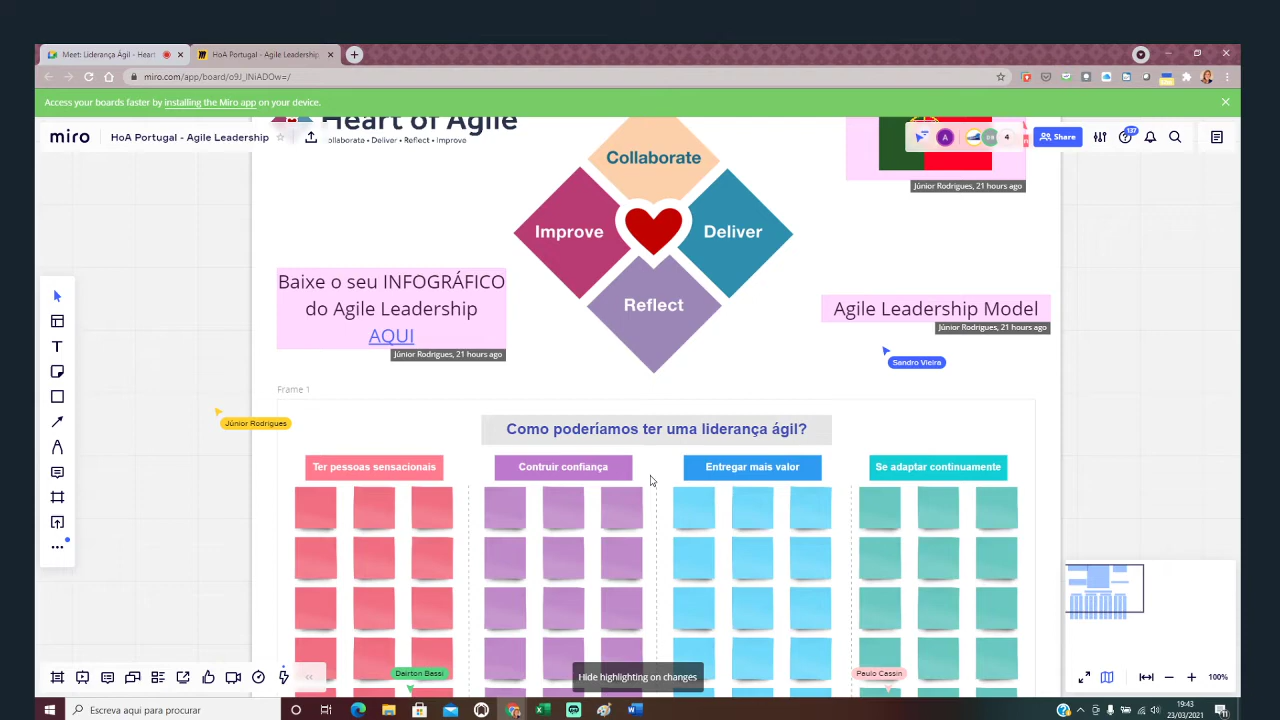 Meet: Liderança Ágil - Heart
HoA Portugal - Agile Leadership
miro.com/app/board/o9J_lNiADOw=/
Access your boards faster by installing the Miro app on your device.
miro
HoA Portugal - Agile Leadership
Heart of Agile
Collaborate • Deliver • Reflect • Improve
A
4
Share
137
Júnior Rodrigues, 21 hours ago
Collaborate
Improve
Deliver
Reflect
Baixe o seu INFOGRÁFICO
do Agile Leadership
AQUI
Júnior Rodrigues, 21 hours ago
Agile Leadership Model
Júnior Rodrigues, 21 hours ago
Sandro Vieira
Frame 1
Júnior Rodrigues
Como poderíamos ter uma liderança ágil?
Ter pessoas sensacionais
Contruir confiança
Entregar mais valor
Se adaptar continuamente
Dairton Bassi
Hide highlighting on changes
Paulo Cassin
100%
Escreva aqui para procurar
19:43
23/03/2021